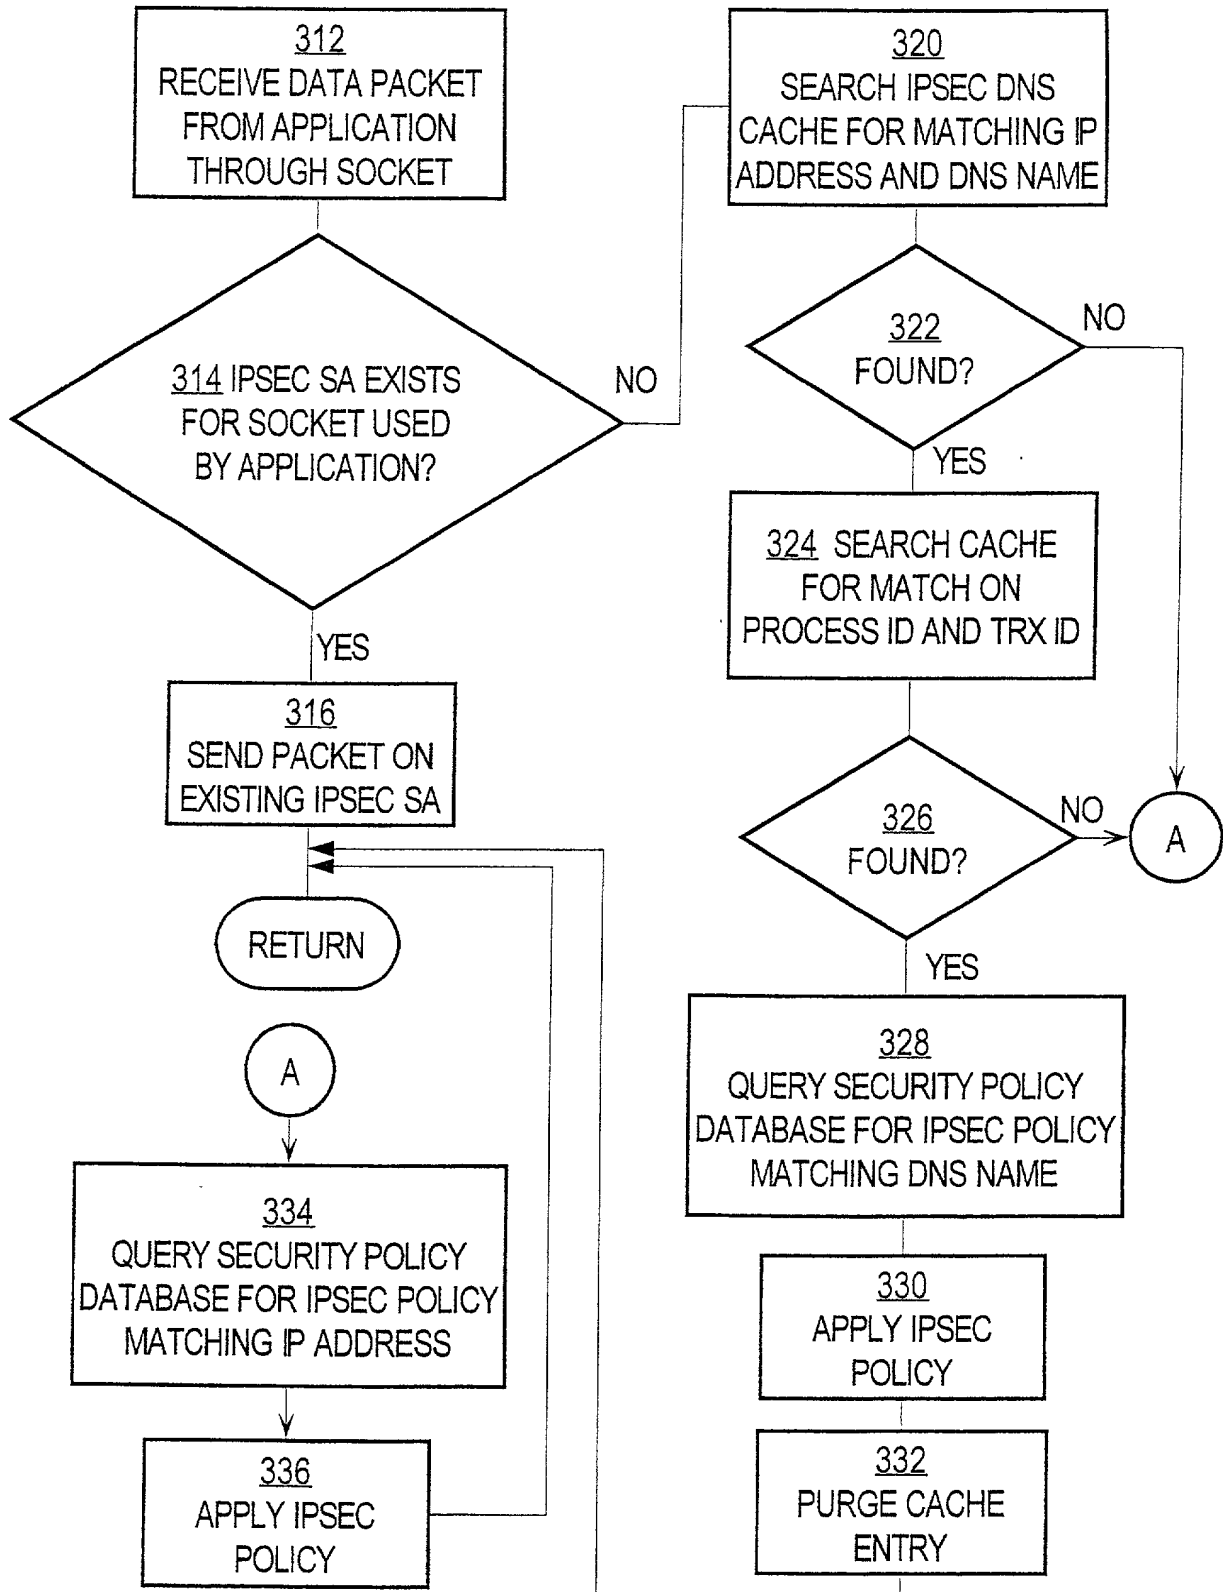 312
RECEIVE DATA PACKET
FROM APPLICATION
THROUGH SOCKET
314 IPSEC SA EXISTS
FOR SOCKET USED
BY APPLICATION?
NO
YES
316
SEND PACKET ON
EXISTING IPSEC SA
RETURN
A
334
QUERY SECURITY POLICY
DATABASE FOR IPSEC POLICY
MATCHING IP ADDRESS
336
APPLY IPSEC
POLICY
320
SEARCH IPSEC DNS
CACHE FOR MATCHING IP
ADDRESS AND DNS NAME
322
FOUND?
NO
YES
324 SEARCH CACHE
FOR MATCH ON
PROCESS ID AND TRX ID
326
FOUND?
NO
A
YES
328
QUERY SECURITY POLICY
DATABASE FOR IPSEC POLICY
MATCHING DNS NAME
330
APPLY IPSEC
POLICY
332
PURGE CACHE
ENTRY